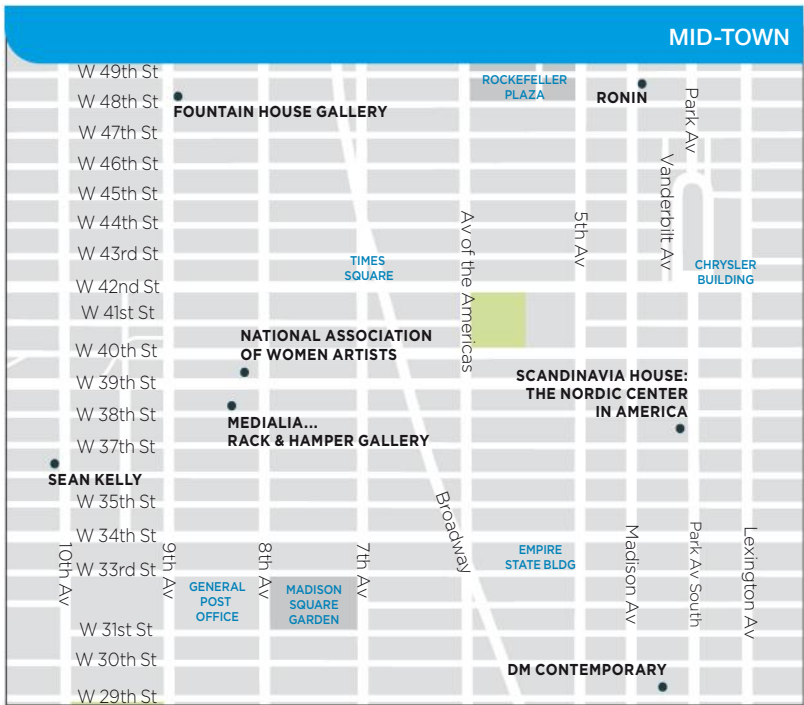 MID-TOWN
W 49th St
ROCKEFELLER
PLAZA
RONIN
W 48th St
FOUNTAIN HOUSE GALLERY
Park Av
W 47th St
W 46th St
Vanderbilt Av
W 45th St
W 44th St
Av of the Americas
5th Av
W 43rd St
TIMES
SQUARE
CHRYSLER
BUILDING
W 42nd St
W 41st St
NATIONAL ASSOCIATION
OF WOMEN ARTISTS
W 40th St
SCANDINAVIA HOUSE:
THE NORDIC CENTER
IN AMERICA
W 39th St
W 38th St
MEDIALIA...
RACK & HAMPER GALLERY
W 37th St
SEAN KELLY
W 35th St
Broadway
W 34th St
10th Av
9th Av
8th Av
7th Av
EMPIRE
STATE BLDG
Madison Av
Park Av South
Lexington Av
W 33rd St
GENERAL
POST
OFFICE
MADISON
SQUARE
GARDEN
W 31st St
W 30th St
DM CONTEMPORARY
W 29th St